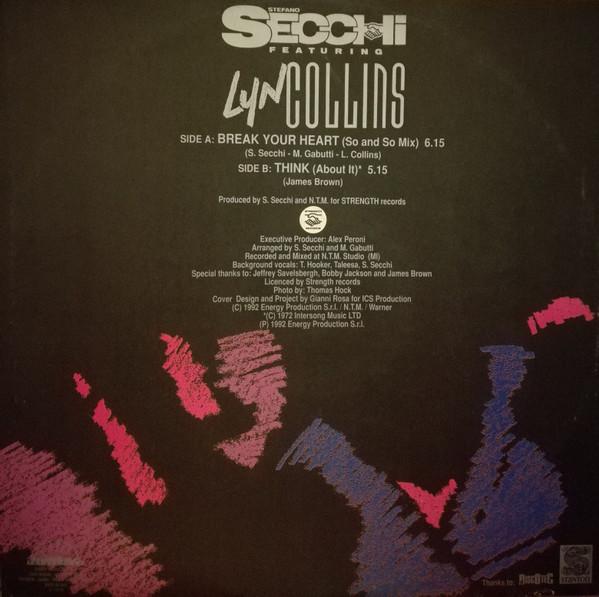 STEFANO
SECCHi
FEATURING
LYN COLLINS
SIDE A: BREAK YOUR HEART (So and So Mix) 6.15
(S. Secchi - M. Gabutti - L. Collins)
SIDE B: THINK (About It)* 5.15
(James Brown)
Produced by S. Secchi and N.T.M. for STRENGTH records
Executive Producer: Alex Peroni
Arranged by S. Secchi and M. Gabutti
Recorded and Mixed at N.T.M. Studio (MI)
Background vocals: T. Hooker, Taleesa, S. Secchi
Special thanks to: Jeffrey Savelsbergh, Bobby Jackson and James Brown
Licenced by Strength records
Photo by: Thomas Hock
Cover Design and Project by Gianni Rosa for ICS Production
(C) 1992 Energy Production S.r.l. / N.T.M. / Warner
*(C) 1972 Intersong Music LTD
(P) 1992 Energy Production S.r.l.
Thanks to: DISCOTEC